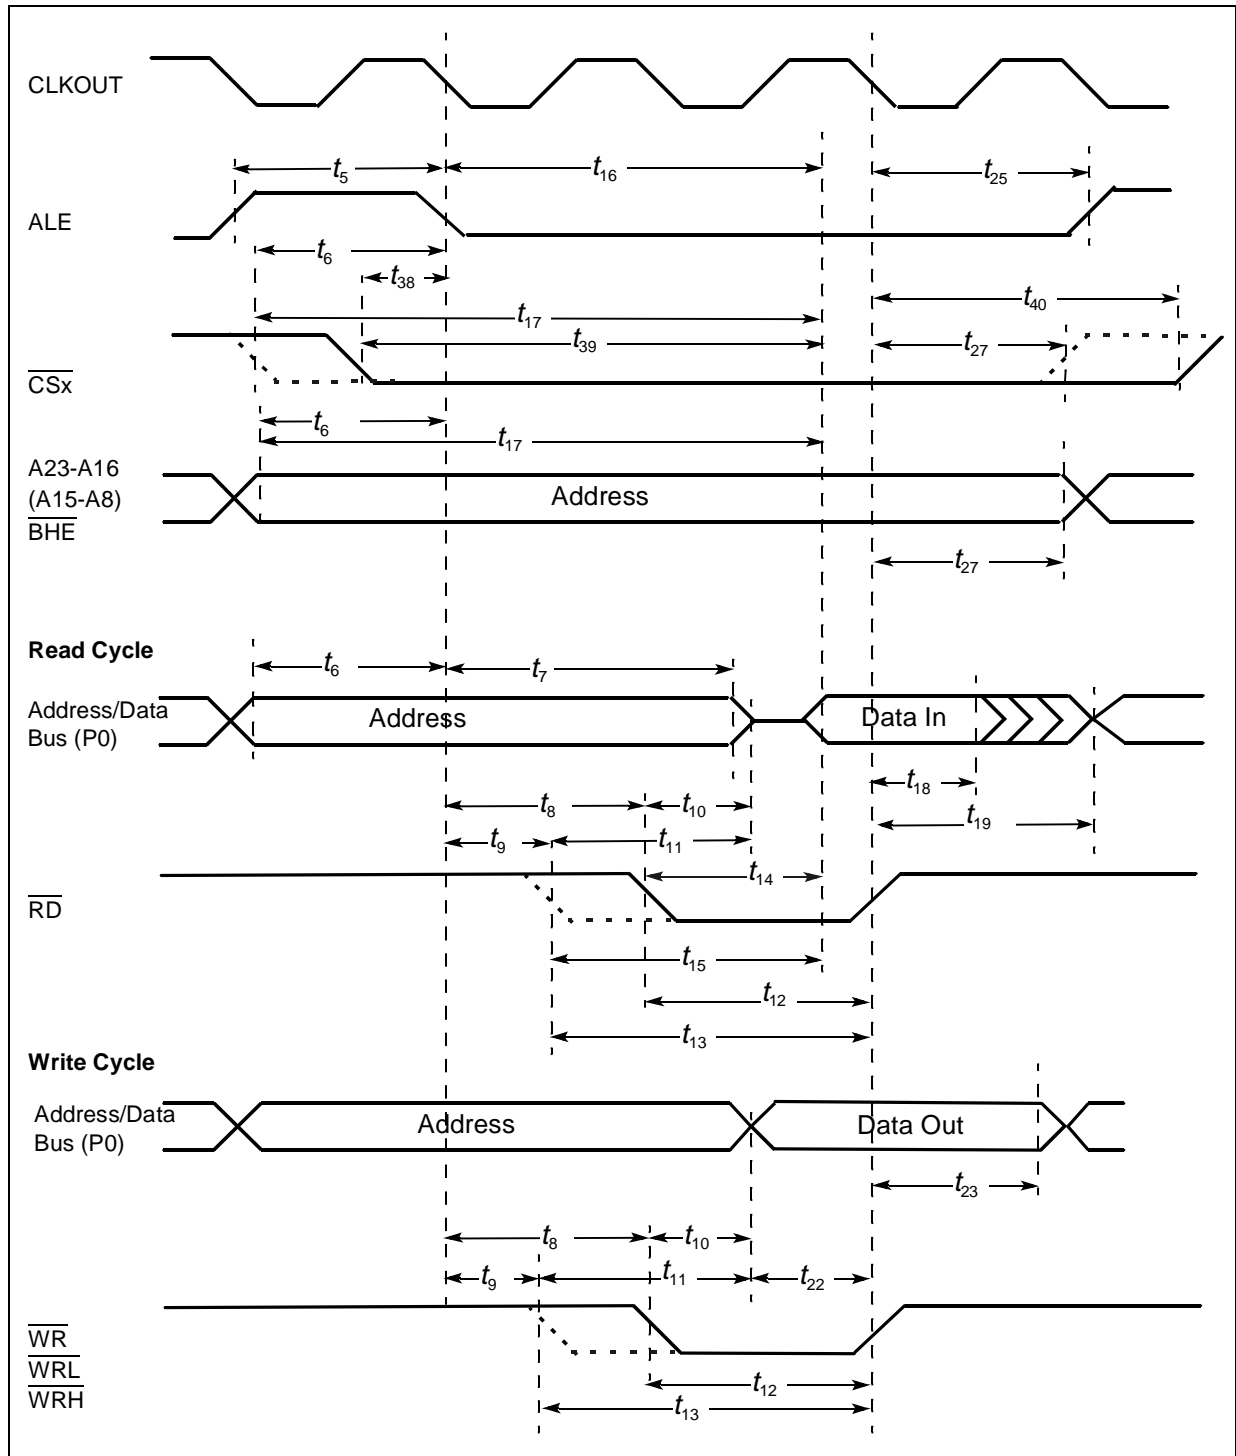 CLKOUT
t5
t16
t25
ALE
t6
t38
t40
t17
t39
t27
CSx
t6
t17
A23-A16
(A15-A8)
BHE
Address
t27
Read Cycle
t6
t7
Address/Data
Bus (P0)
Address
Data In
t18
t8
t10
t19
t9
t11
t14
RD
t15
t12
t13
Write Cycle
Address/Data
Bus (P0)
Address
Data Out
t23
t8
t10
t9
t11
t22
WR
WRL
WRH
t12
t13